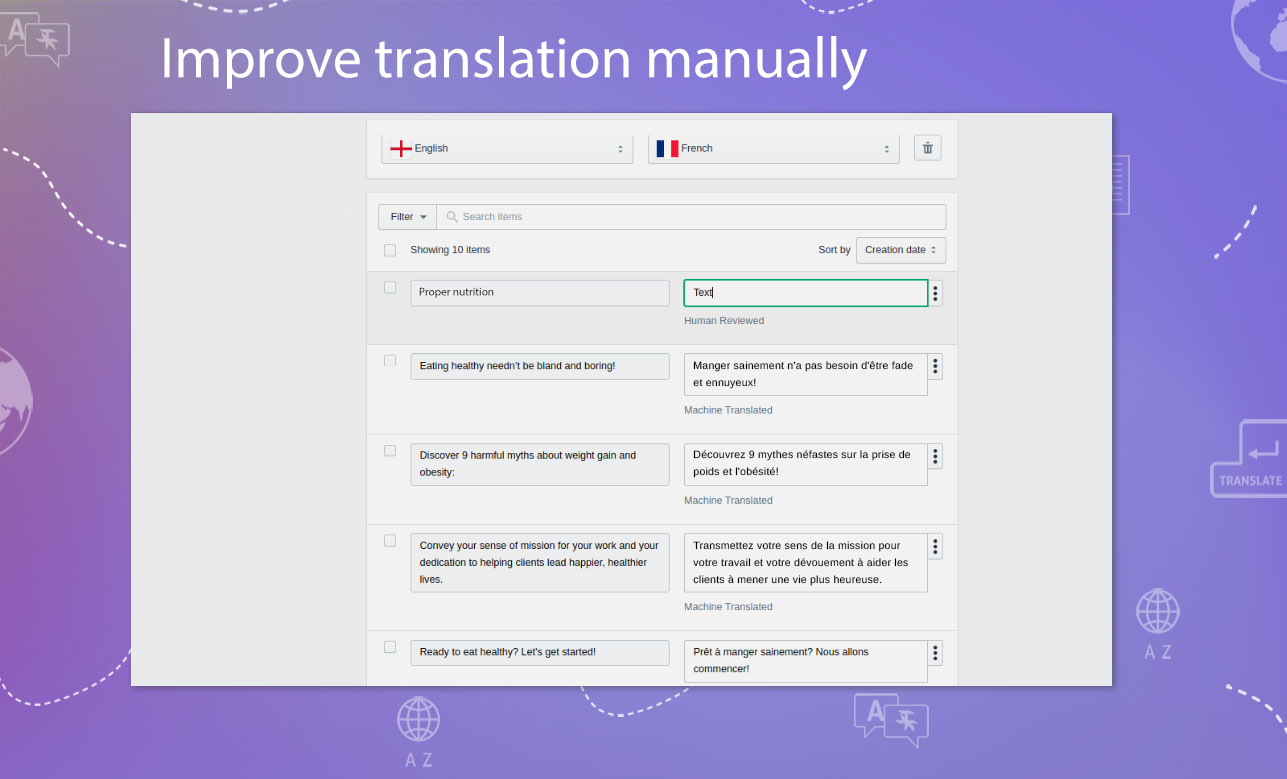 A
Improve translation manually
English
French
Filter
Search items
Showing 10 items
Sort by
Creation date
Proper nutrition
Text
Human Reviewed
Eating healthy needn't be bland and boring!
Manger sainement n'a pas besoin d'être fade
et ennuyeux!
Machine Translated
Discover 9 harmful myths about weight gain and
obesity:
Découvrez 9 mythes néfastes sur la prise de
poids et l'obésité!
Machine Translated
Convey your sense of mission for your work and your
dedication to helping clients lead happier, healthier
lives.
Transmettez votre sens de la mission pour
votre travail et votre dévouement à aider les
clients à mener une vie plus heureuse.
Machine Translated
Ready to eat healthy? Let's get started!
Prêt à manger sainement? Nous allons
commencer!
TRANSLATE
A Z
A
A Z